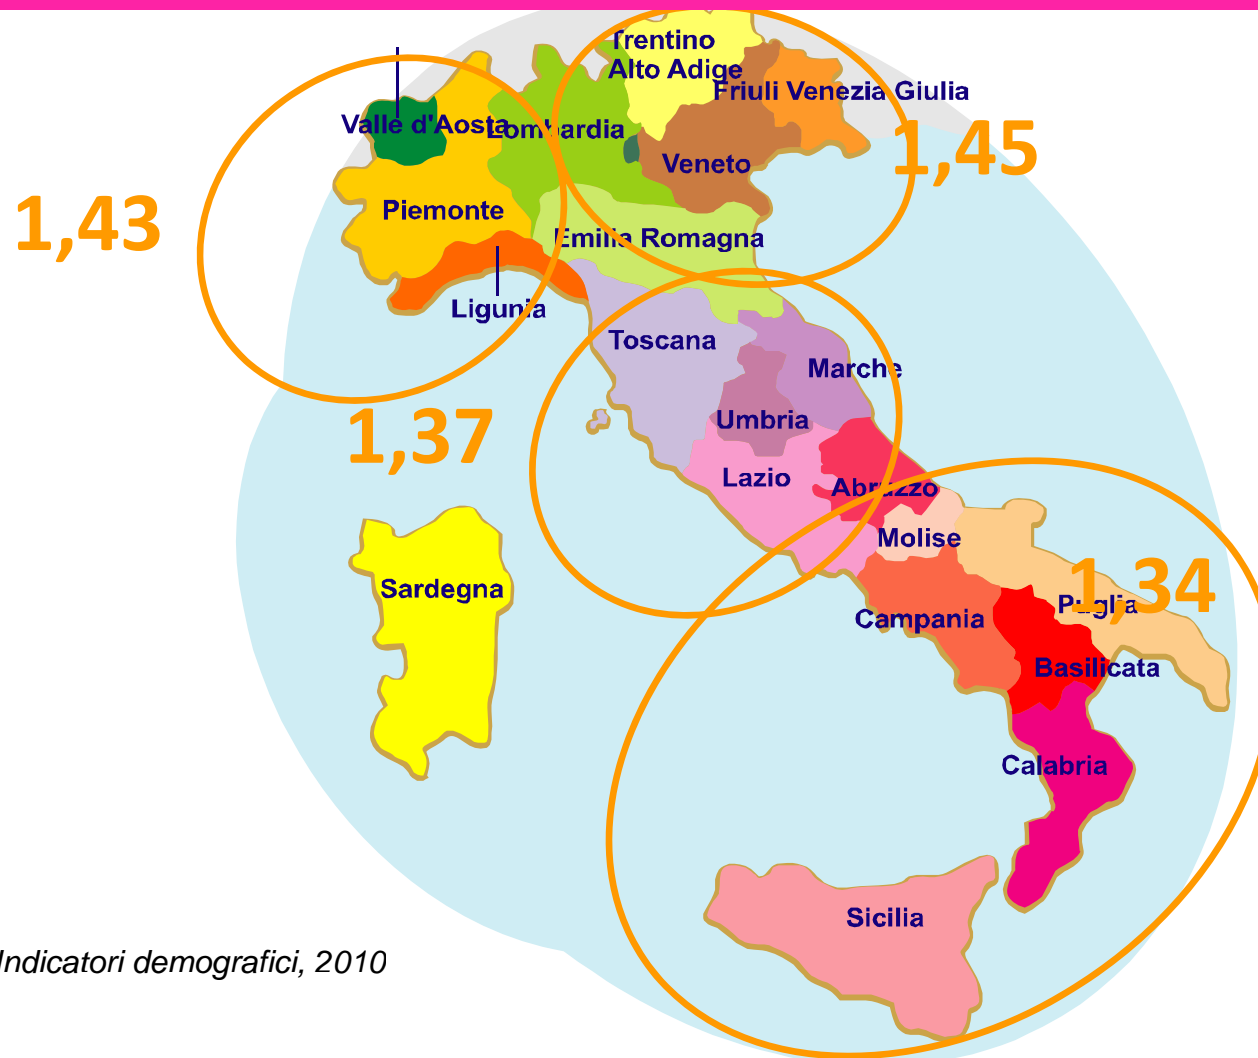 Trentino
Alto Adige
Friuli Venezia Giulia
Valle d'Aosta
Lombardia
1,45
Veneto
1,43
Piemonte
Emilia Romagna
Ligunia
Toscana
Marche
1,37
Umbria
Lazio
Abruzzo
Molise
Sardegna
1,34
Puglia
Campania
Basilicata
Calabria
Sicilia
Indicatori demografici, 2010